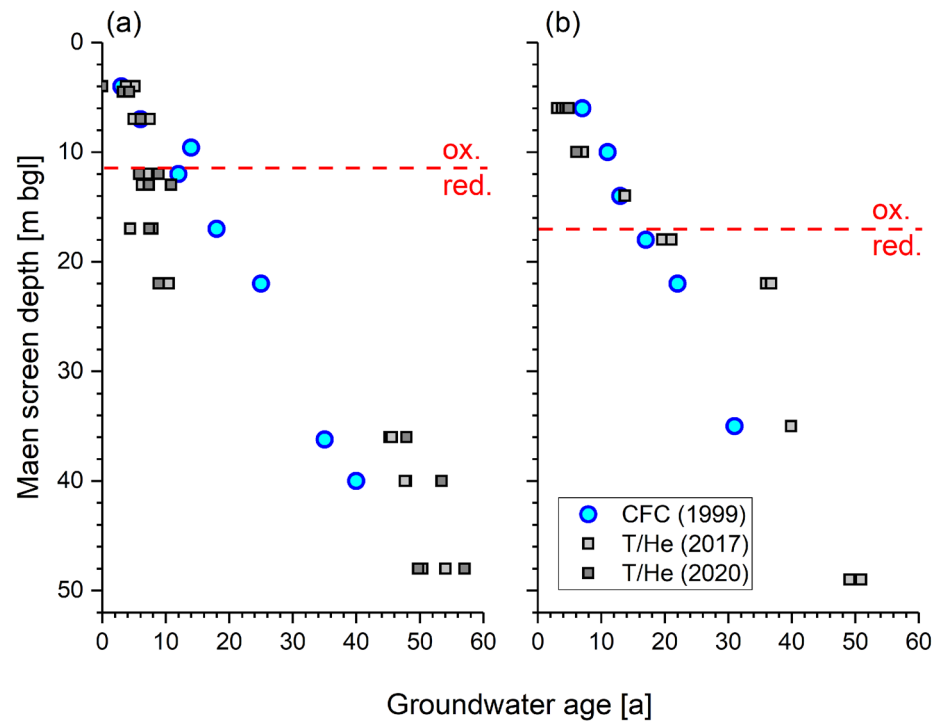 (a)
(b)
Maen screen depth [m bgl]
0
10
20
30
40
50
ox.
red.
ox.
red.
CFC (1999)
T/He (2017)
T/He (2020)
0 10 20 30 40 50 60
0 10 20 30 40 50 60
Groundwater age [a]